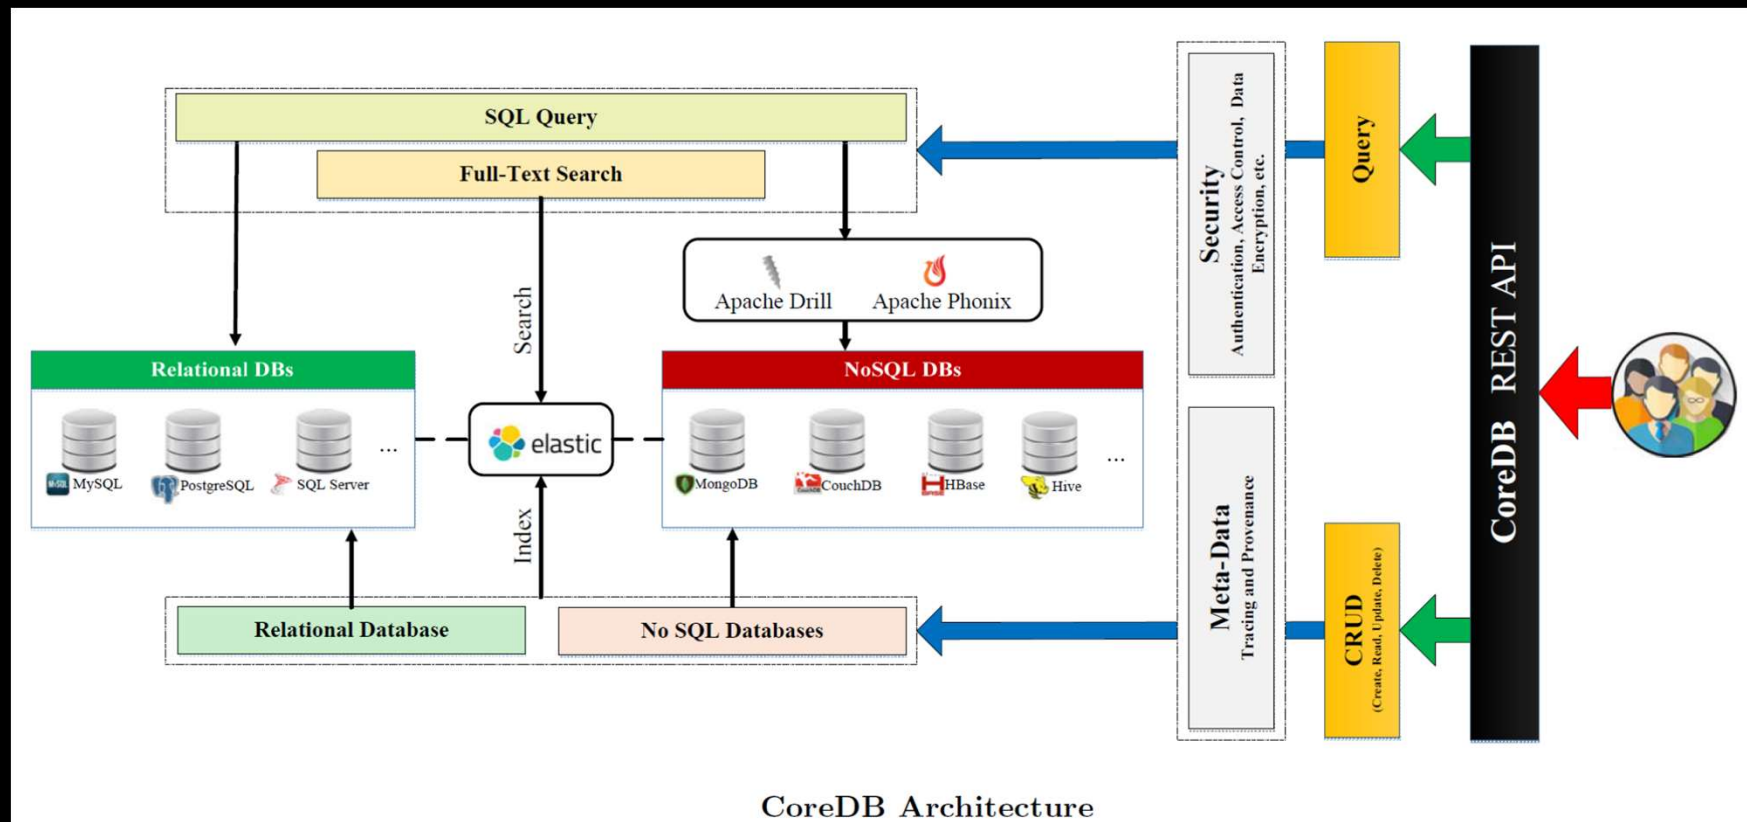 SQL Query
Full-Text Search
Search
Apache Drill
Apache Phonix
Relational DBs
MySQL
PostgreSQL
SQL Server
...
elastic
NoSQL DBs
MongoDB
CouchDB
HBase
Hive
...
Index
Relational Database
No SQL Databases
Security
Authentication, Access Control, Data
Encryption, etc.
Meta-Data
Tracing and Provenance
Query
CRUD
(Create, Read, Update, Delete)
CoreDB REST API
CoreDB Architecture